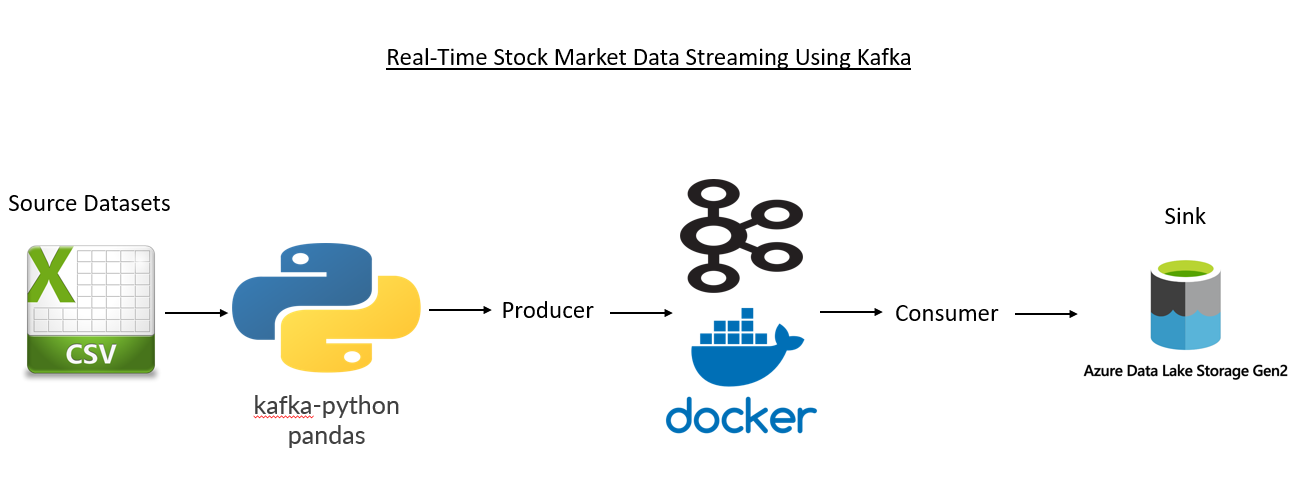 Real-Time Stock Market Data Streaming Using Kafka
Source Datasets
X
CSV
kafka-python
pandas
Producer
docker
Consumer
Sink
Azure Data Lake Storage Gen2